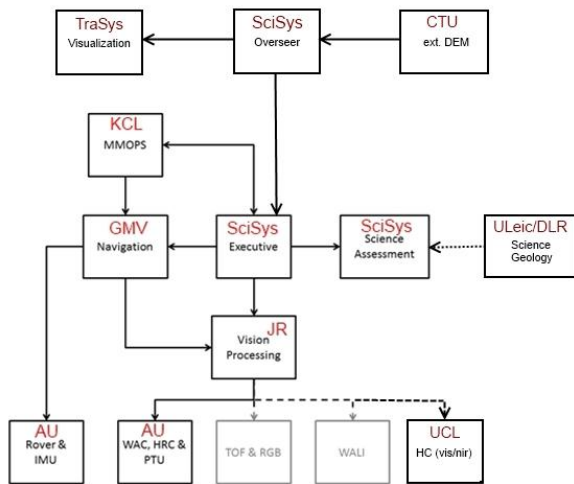 TraSys
Visualization
SciSys
Overseer
CTU
ext. DEM
KCL
MMOPS
GMV
Navigation
SciSys
Executive
SciSys
Science
Assessment
ULeic/DLR
Science
Geology
JR
Vision
Processing
AU
Rover &
IMU
AU
WAC, HRC &
PTU
TOF & RGB
WALI
UCL
HC (vis/nir)